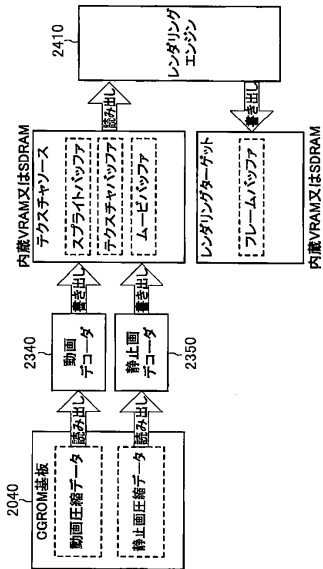 2040
CGROM基板
動画圧縮データ
静止画圧縮データ
読み出し
読み出し
2340
動画
デコーダ
静止画
デコーダ
2350
書き出し
書き出し
内蔵VRAM又はSDRAM
テクスチャソース
スプライトバッファ
テクスチャバッファ
ムービバッファ
読み出し
2410
レンダリング
エンジン
書き出し
レンダリングターゲット
フレームバッファ
内蔵VRAM又はSDRAM